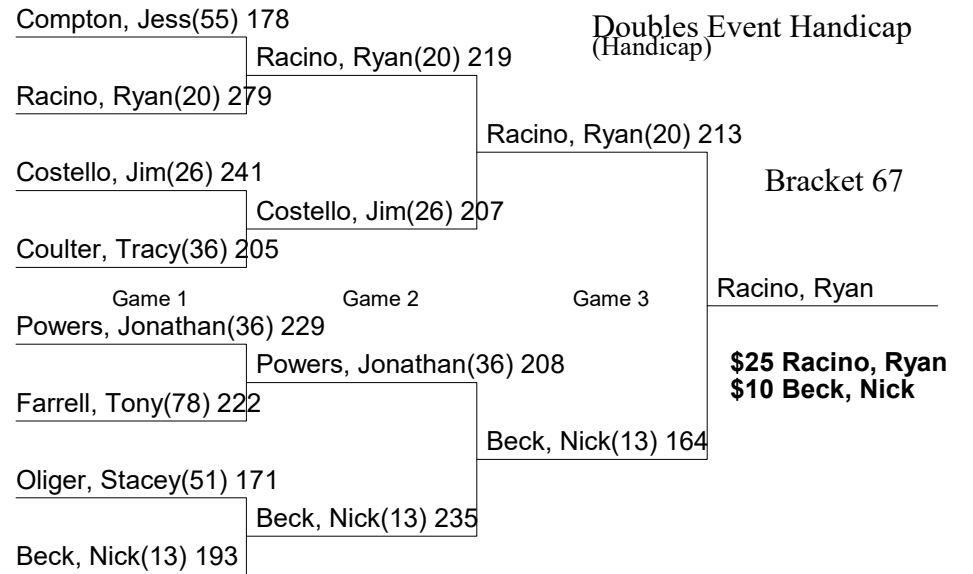 Compton, Jess(55) 178
Doubles Event Handicap
(Handicap)
Racino, Ryan(20) 219
Racino, Ryan(20) 279
Racino, Ryan(20) 213
Costello, Jim(26) 241
Bracket 67
Costello, Jim(26) 207
Coulter, Tracy(36) 205
Game 1
Game 2
Game 3
Racino, Ryan
Powers, Jonathan(36) 229
Powers, Jonathan(36) 208
$25 Racino, Ryan
$10 Beck, Nick
Farrell, Tony(78) 222
Beck, Nick(13) 164
Oliger, Stacey(51) 171
Beck, Nick(13) 235
Beck, Nick(13) 193